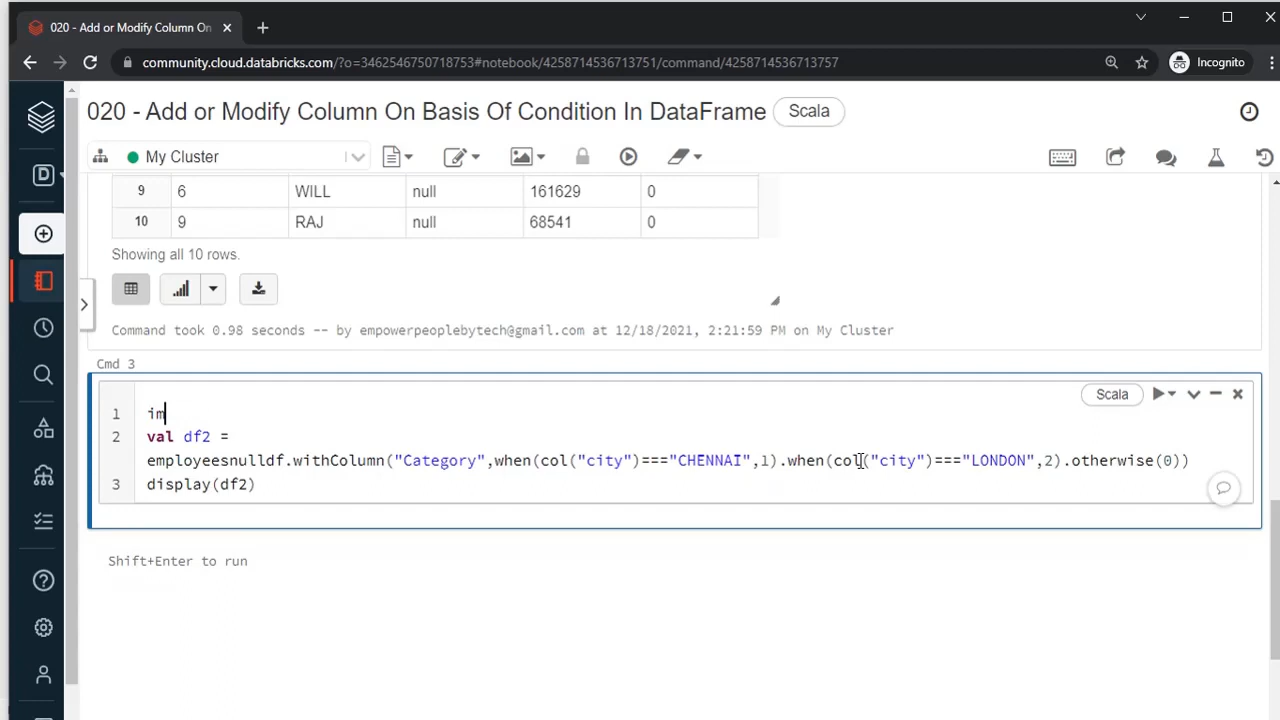 020 - Add or Modify Column On
community.cloud.databricks.com/?o=3462546750718753#notebook/4258714536713751/command/4258714536713757
Incognito
020 - Add or Modify Column On Basis Of Condition In DataFrame
Scala
D
My Cluster
9 6 WILL null 161629 0
10 9 RAJ null 68541 0
Showing all 10 rows.
Command took 0.98 seconds -- by empowerpeoplebytech@gmail.com at 12/18/2021, 2:21:59 PM on My Cluster
Cmd 3
Scala
1 im
2 val df2 =
employeesnulldf.withColumn("Category",when(col("city")==="CHENNAI",1).when(col("city")==="LONDON",2).otherwise(0))
3 display(df2)
Shift+Enter to run